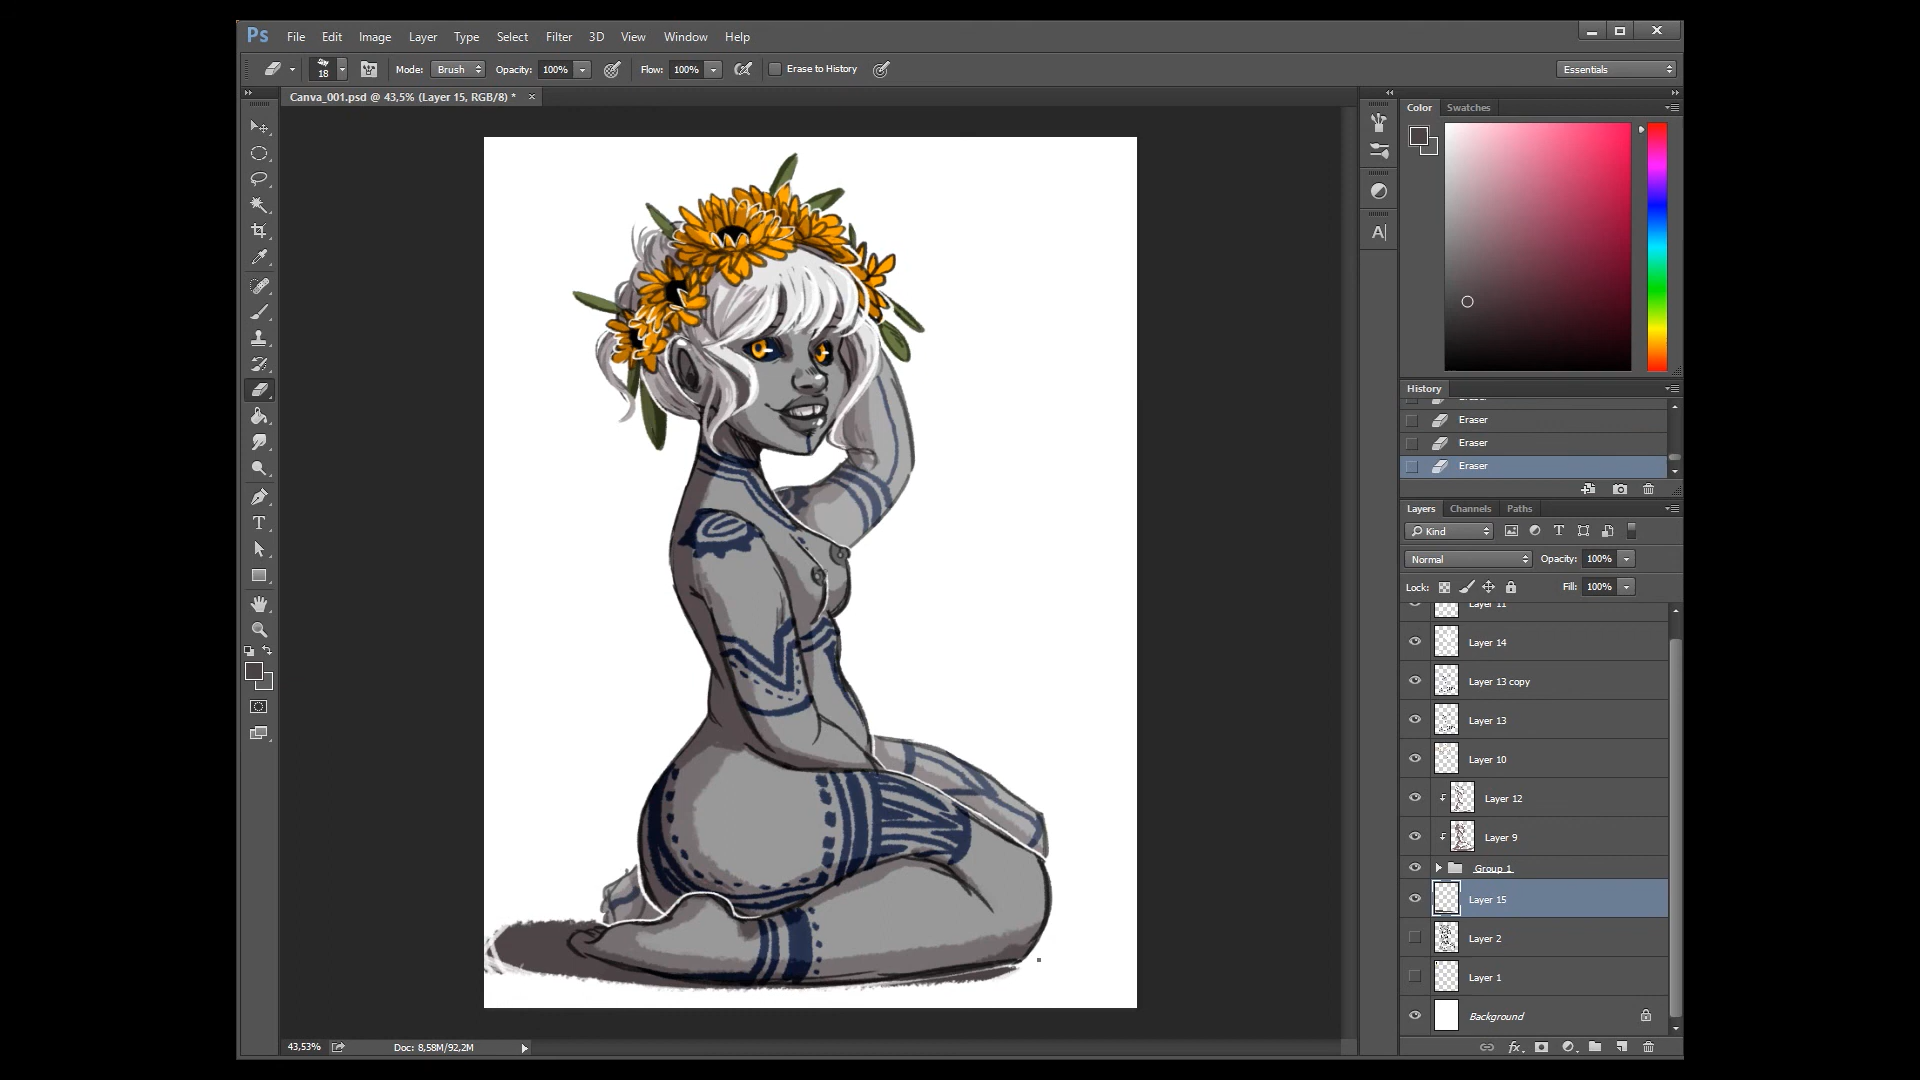 Ps File Edit Image Layer Type Select Filter 3D View Window Help
18 Mode: Brush Opacity: 100% Flow: 100% Erase to History Essentials
Canva_001.psd @ 43,5% (Layer 15, RGB/8) * ×
Color Swatches
History
Eraser
Eraser
Eraser
Eraser
Layers Channels Paths
Kind
Normal Opacity: 100%
Lock: Fill: 100%
Layer 11
Layer 14
Layer 13 copy
Layer 13
Layer 10
Layer 12
Layer 9
Group 1
Layer 15
Layer 2
Layer 1
Background
43,53% Doc: 8,58M/92,2M